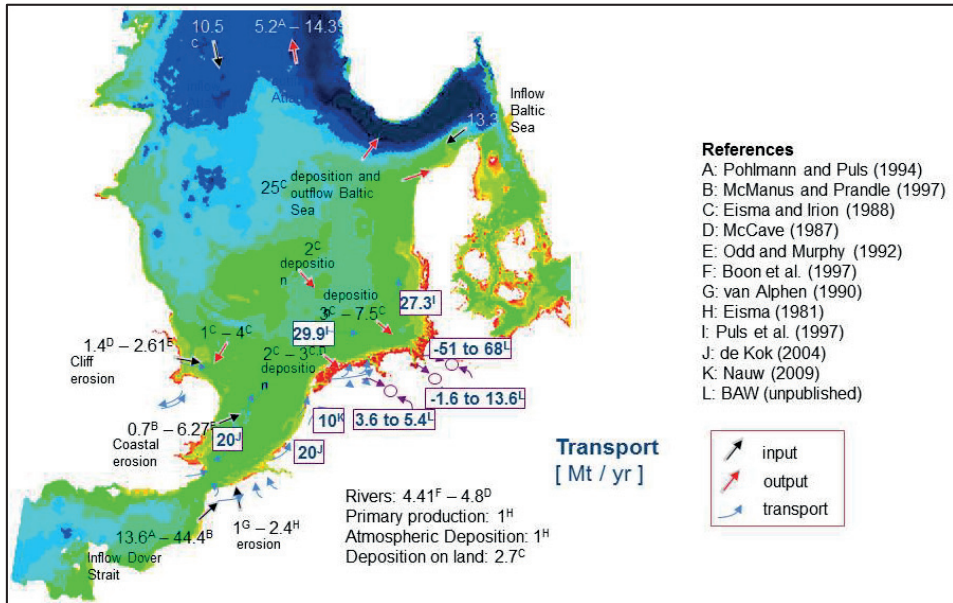 10.5
C
5.2A – 14.39
Atl
Inflow
Baltic
Sea
13.3
25C
deposition and
outflow Baltic
Sea
2C
depositio
n
depositio
3C – 7.5C
27.3I
29.9I
1C – 4C
1.4D – 2.61E
Cliff
erosion
2C – 3C,D
depositio
n
-51 to 68L
-1.6 to 13.6L
3.6 to 5.4L
10K
20J
20J
0.7B – 6.27E
Coastal
erosion
13.6A – 44.4B
Inflow Dover
Strait
1G – 2.4H
erosion
Rivers: 4.41F – 4.8D
Primary production: 1H
Atmospheric Deposition: 1H
Deposition on land: 2.7C
Transport
[ Mt / yr ]
References
A: Pohlmann and Puls (1994)
B: McManus and Prandle (1997)
C: Eisma and Irion (1988)
D: McCave (1987)
E: Odd and Murphy (1992)
F: Boon et al. (1997)
G: van Alphen (1990)
H: Eisma (1981)
I: Puls et al. (1997)
J: de Kok (2004)
K: Nauw (2009)
L: BAW (unpublished)
input
output
transport